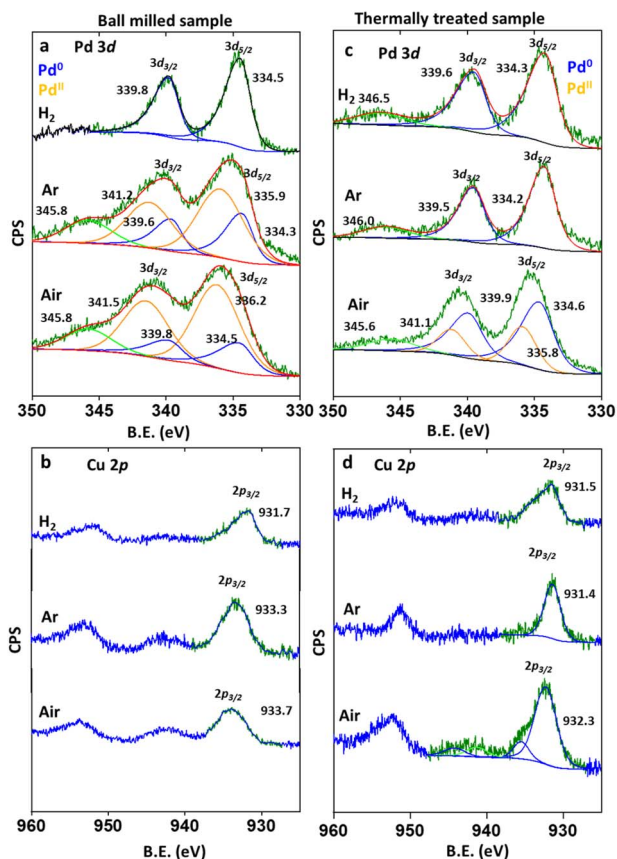 Ball milled sample
a Pd 3d
Pd⁰
Pdᴵᴵ
H₂
3d₃/₂
3d₅/₂
339.8
334.5
Ar
3d₃/₂
3d₅/₂
345.8
341.2
339.6
335.9
334.3
Air
3d₃/₂
3d₅/₂
345.8
341.5
339.8
336.2
334.5
CPS
350 345 340 335 330
B.E. (eV)
b Cu 2p
H₂
2p₃/₂
931.7
Ar
2p₃/₂
933.3
Air
2p₃/₂
933.7
CPS
960 950 940 930
B.E. (eV)
Thermally treated sample
c Pd 3d
Pd⁰
Pdᴵᴵ
H₂
3d₃/₂
3d₅/₂
346.5
339.6
334.3
Ar
3d₃/₂
3d₅/₂
346.0
339.5
334.2
Air
3d₃/₂
3d₅/₂
345.6
341.1
339.9
334.6
335.8
CPS
350 345 340 335 330
B.E. (eV)
d Cu 2p
H₂
2p₃/₂
931.5
Ar
2p₃/₂
931.4
Air
2p₃/₂
932.3
CPS
960 950 940 930
B.E. (eV)